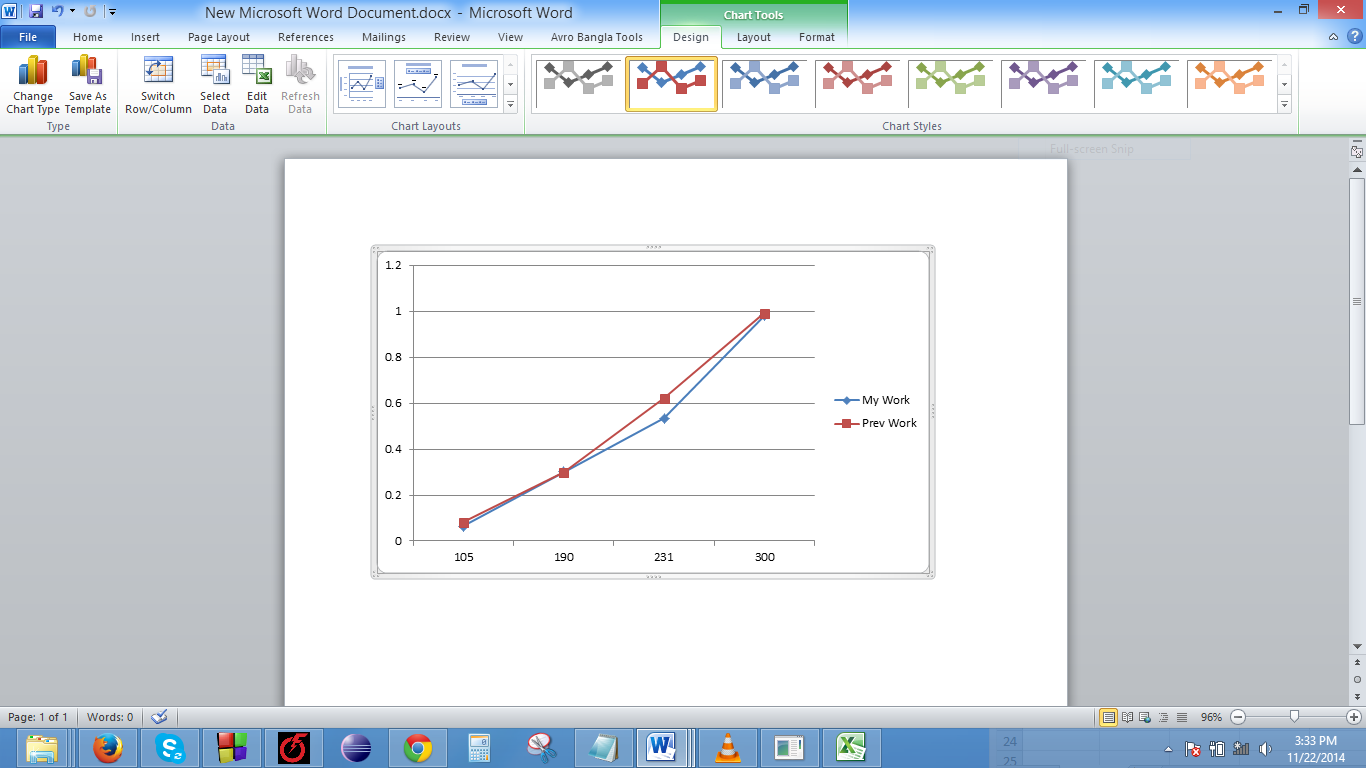 New Microsoft Word Document.docx - Microsoft Word
Chart Tools
File Home Insert Page Layout References Mailings Review View Avro Bangla Tools Design Layout Format
Change Chart Type
Save As Template
Switch Row/Column
Select Data
Edit Data
Refresh Data
Type
Data
Chart Layouts
Chart Styles
Full-screen Snip
1.2
1
0.8
0.6
0.4
0.2
0
105 190 231 300
My Work
Prev Work
Page: 1 of 1 Words: 0 96%
24
25
3:33 PM
11/22/2014